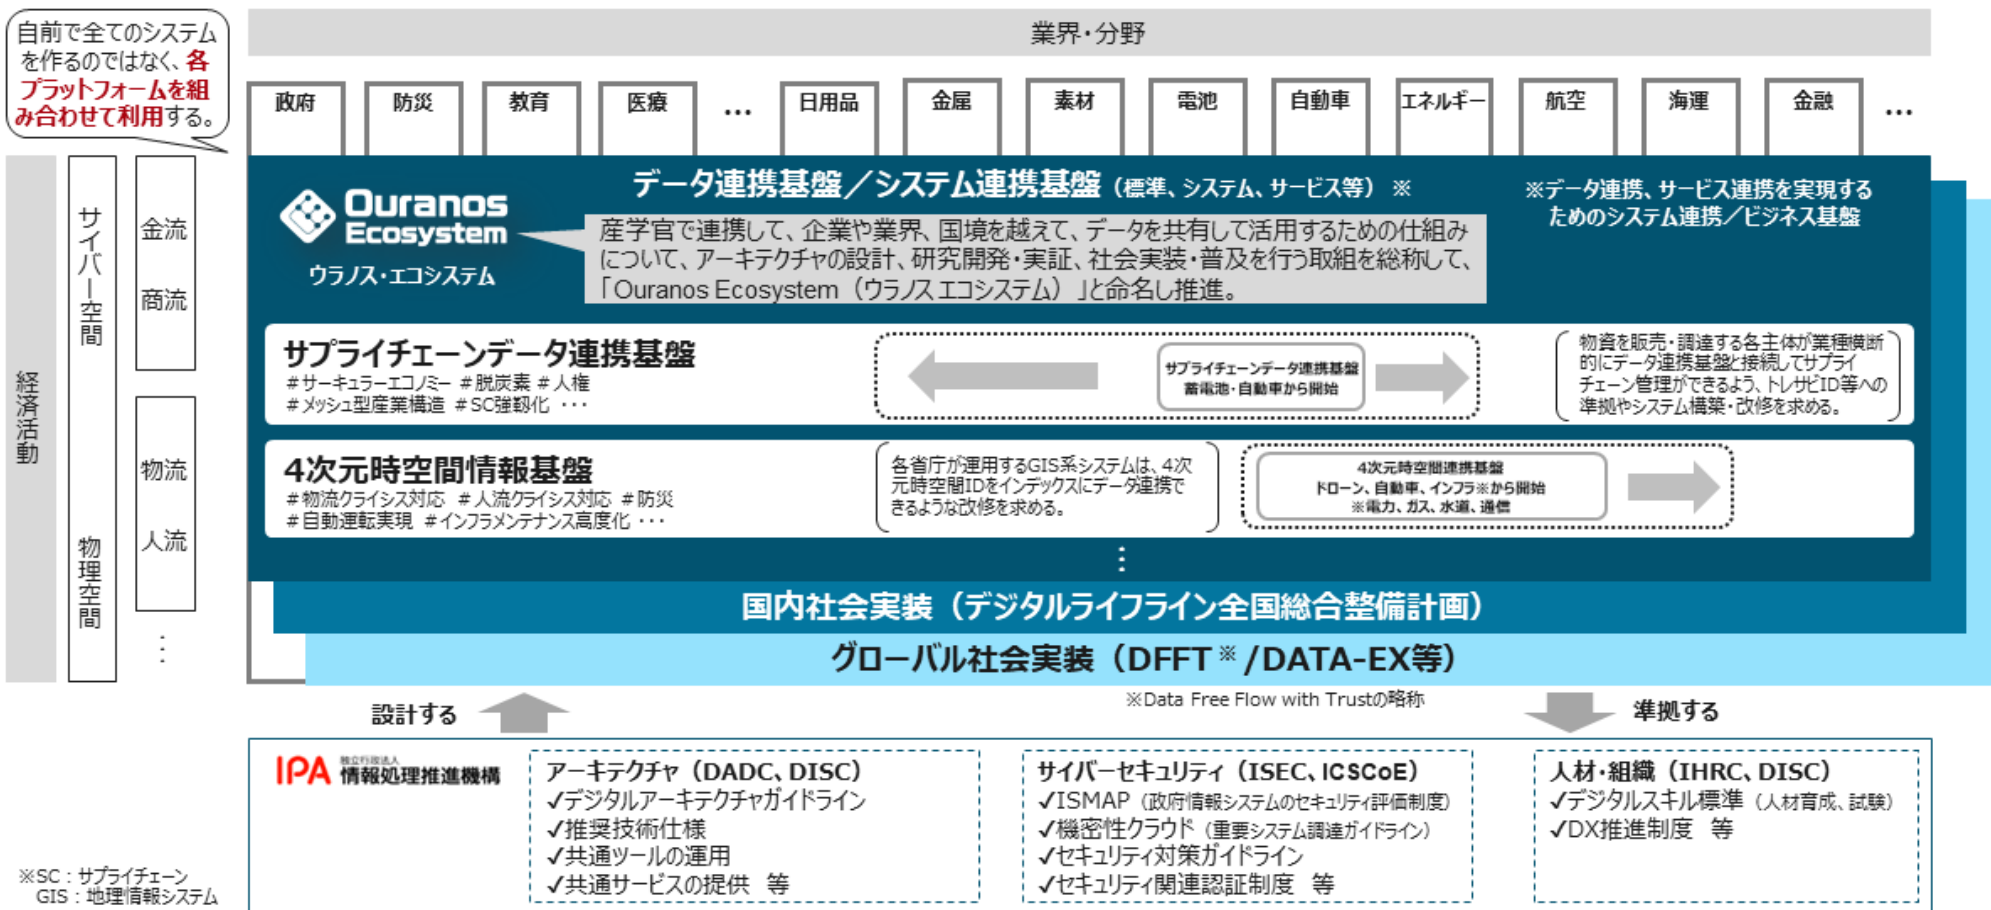 自前で全てのシステム
を作るのではなく、各
プラットフォームを組
み合わせて利用する。
業界・分野
政府
防災
教育
医療
…
日用品
金属
素材
電池
自動車
エネルギー
航空
海運
金融
…
経済活動
サイバー空間
物理空間
金流
商流
物流
人流
⋮
Ouranos
Ecosystem
ウラノス・エコシステム
データ連携基盤／システム連携基盤（標準、システム、サービス等）※
※データ連携、サービス連携を実現する
ためのシステム連携／ビジネス基盤
産学官で連携して、企業や業界、国境を越えて、データを共有して活用するための仕組み
について、アーキテクチャの設計、研究開発・実証、社会実装・普及を行う取組を総称して、
「Ouranos Ecosystem（ウラノス エコシステム）」と命名し推進。
サプライチェーンデータ連携基盤
#サーキュラーエコノミー #脱炭素 #人権
#メッシュ型産業構造 #SC強靱化 ･･･
サプライチェーンデータ連携基盤
蓄電池・自動車から開始
物資を販売・調達する各主体が業種横断
的にデータ連携基盤と接続してサプライ
チェーン管理ができるよう、トレサビID等への
準拠やシステム構築・改修を求める。
4次元時空間情報基盤
#物流クライシス対応 #人流クライシス対応 #防災
#自動運転実現 #インフラメンテナンス高度化 ･･･
各省庁が運用するGIS系システムは、4次
元時空間IDをインデックスにデータ連携で
きるような改修を求める。
4次元時空間連携基盤
ドローン、自動車、インフラ※から開始
※電力、ガス、水道、通信
⋮
国内社会実装（デジタルライフライン全国総合整備計画）
グローバル社会実装（DFFT※/DATA-EX等）
※Data Free Flow with Trustの略称
設計する
準拠する
IPA 独立行政法人
情報処理推進機構
アーキテクチャ（DADC、DISC）
✓デジタルアーキテクチャガイドライン
✓推奨技術仕様
✓共通ツールの運用
✓共通サービスの提供 等
サイバーセキュリティ（ISEC、ICSCoE）
✓ISMAP（政府情報システムのセキュリティ評価制度）
✓機密性クラウド（重要システム調達ガイドライン）
✓セキュリティ対策ガイドライン
✓セキュリティ関連認証制度 等
人材・組織（IHRC、DISC）
✓デジタルスキル標準（人材育成、試験）
✓DX推進制度 等
※SC：サプライチェーン
GIS：地理情報システム